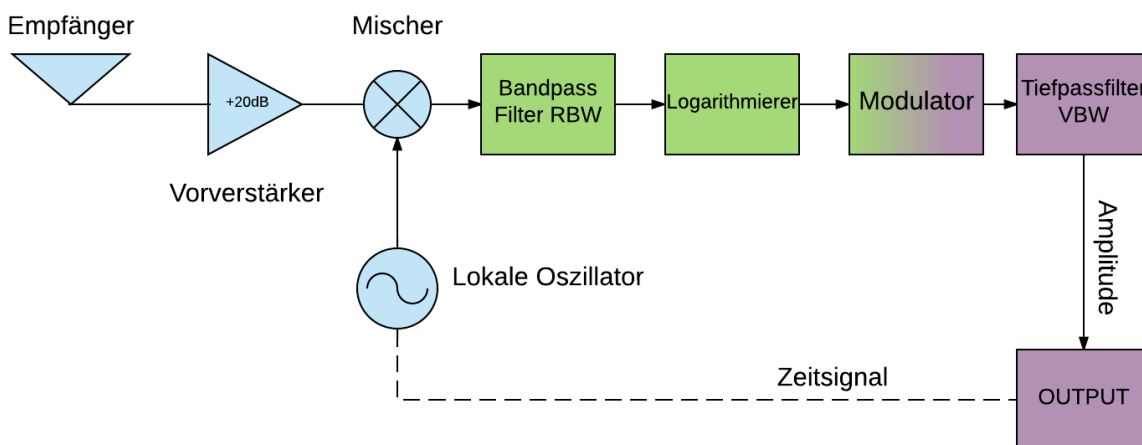 Empfänger
Mischer
+20dB
Vorverstärker
Bandpass
Filter RBW
Logarithmierer
Modulator
Tiefpassfilter
VBW
Lokale Oszillator
Amplitude
Zeitsignal
OUTPUT